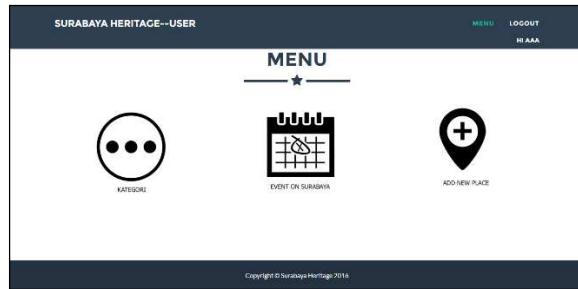 SURABAYA HERITAGE--USER
MENU LOGOUT
HI AAA
MENU
KATEGORI
EVENT ON SURABAYA
ADD NEW PLACE
Copyright © Surabaya Heritage 2016